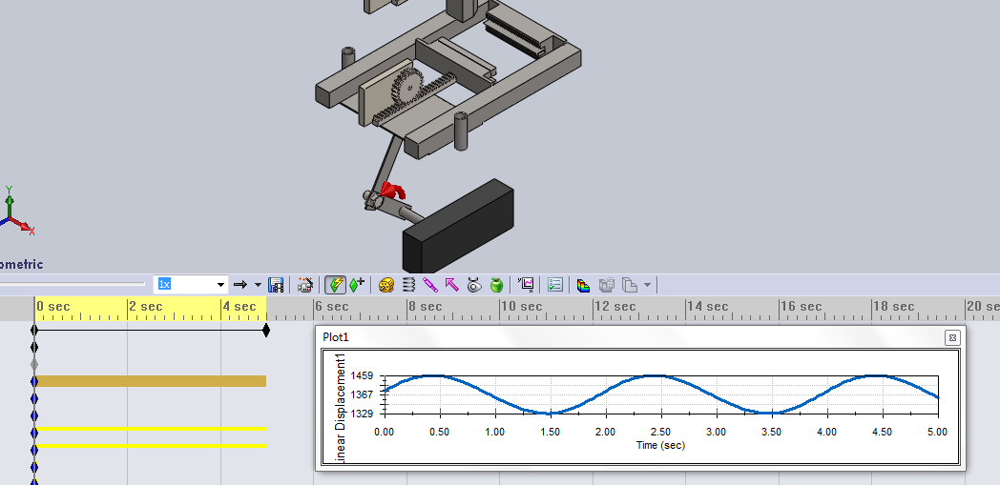 Y
X
ometric
1x
0 sec 2 sec 4 sec 6 sec 8 sec 10 sec 12 sec 14 sec 16 sec 18 sec 20 se
Plot1
inear Displacement1
1459
1367
1329
0.00 0.50 1.00 1.50 2.00 2.50 3.00 3.50 4.00 4.50 5.00
Time (sec)